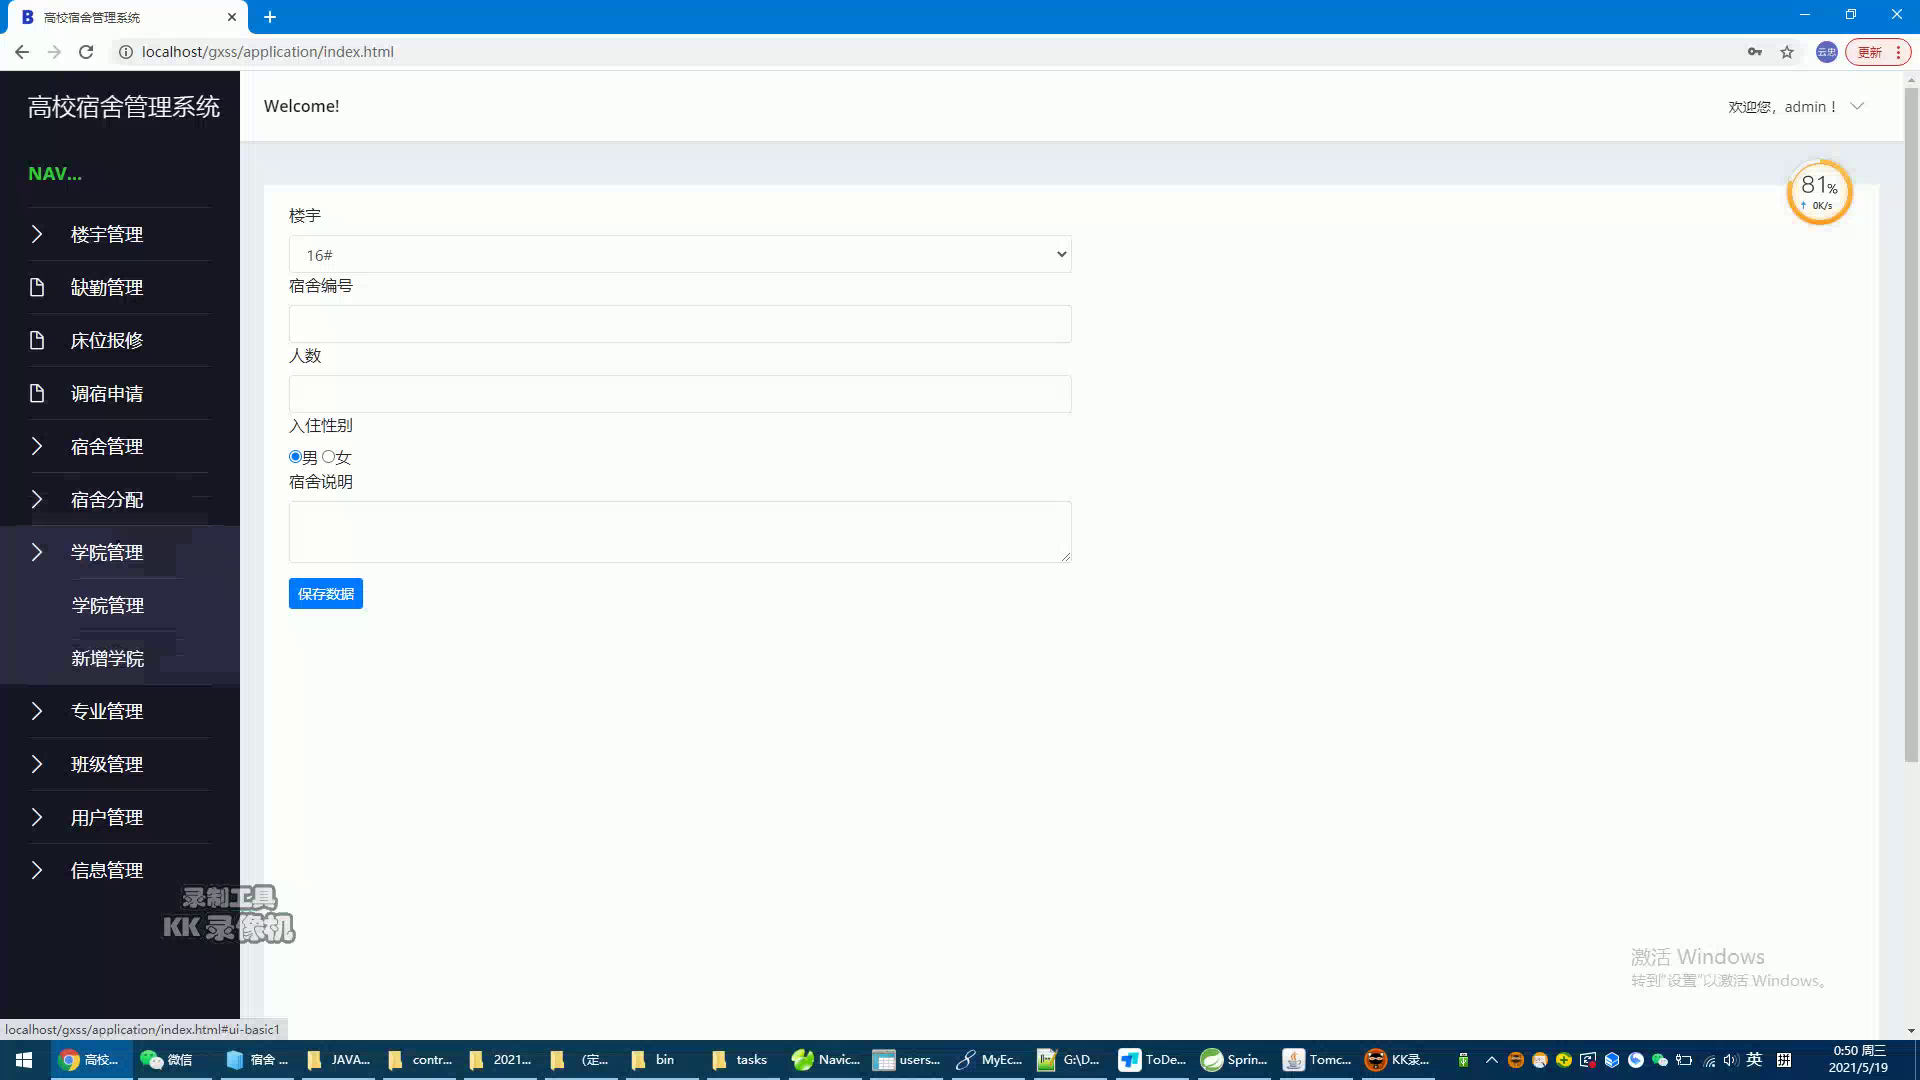 高校宿舍管理系统
localhost/gxss/application/index.html
云忠
更新
高校宿舍管理系统
Welcome!
欢迎您，admin！
NAV...
81%
0K/s
楼宇管理
缺勤管理
床位报修
调宿申请
宿舍管理
宿舍分配
学院管理
学院管理
新增学院
专业管理
班级管理
用户管理
信息管理
楼宇
16#
宿舍编号
人数
入住性别
男 女
宿舍说明
保存数据
录制工具
KK 录像机
激活 Windows
转到"设置"以激活 Windows。
localhost/gxss/application/index.html#ui-basic1
高校...
微信
宿舍 ...
JAVA...
contr...
2021...
(定...
bin
tasks
Navic...
users...
MyEc...
G:\D...
ToDe...
Sprin...
Tomc...
KK录...
英
拼
0:50 周三
2021/5/19